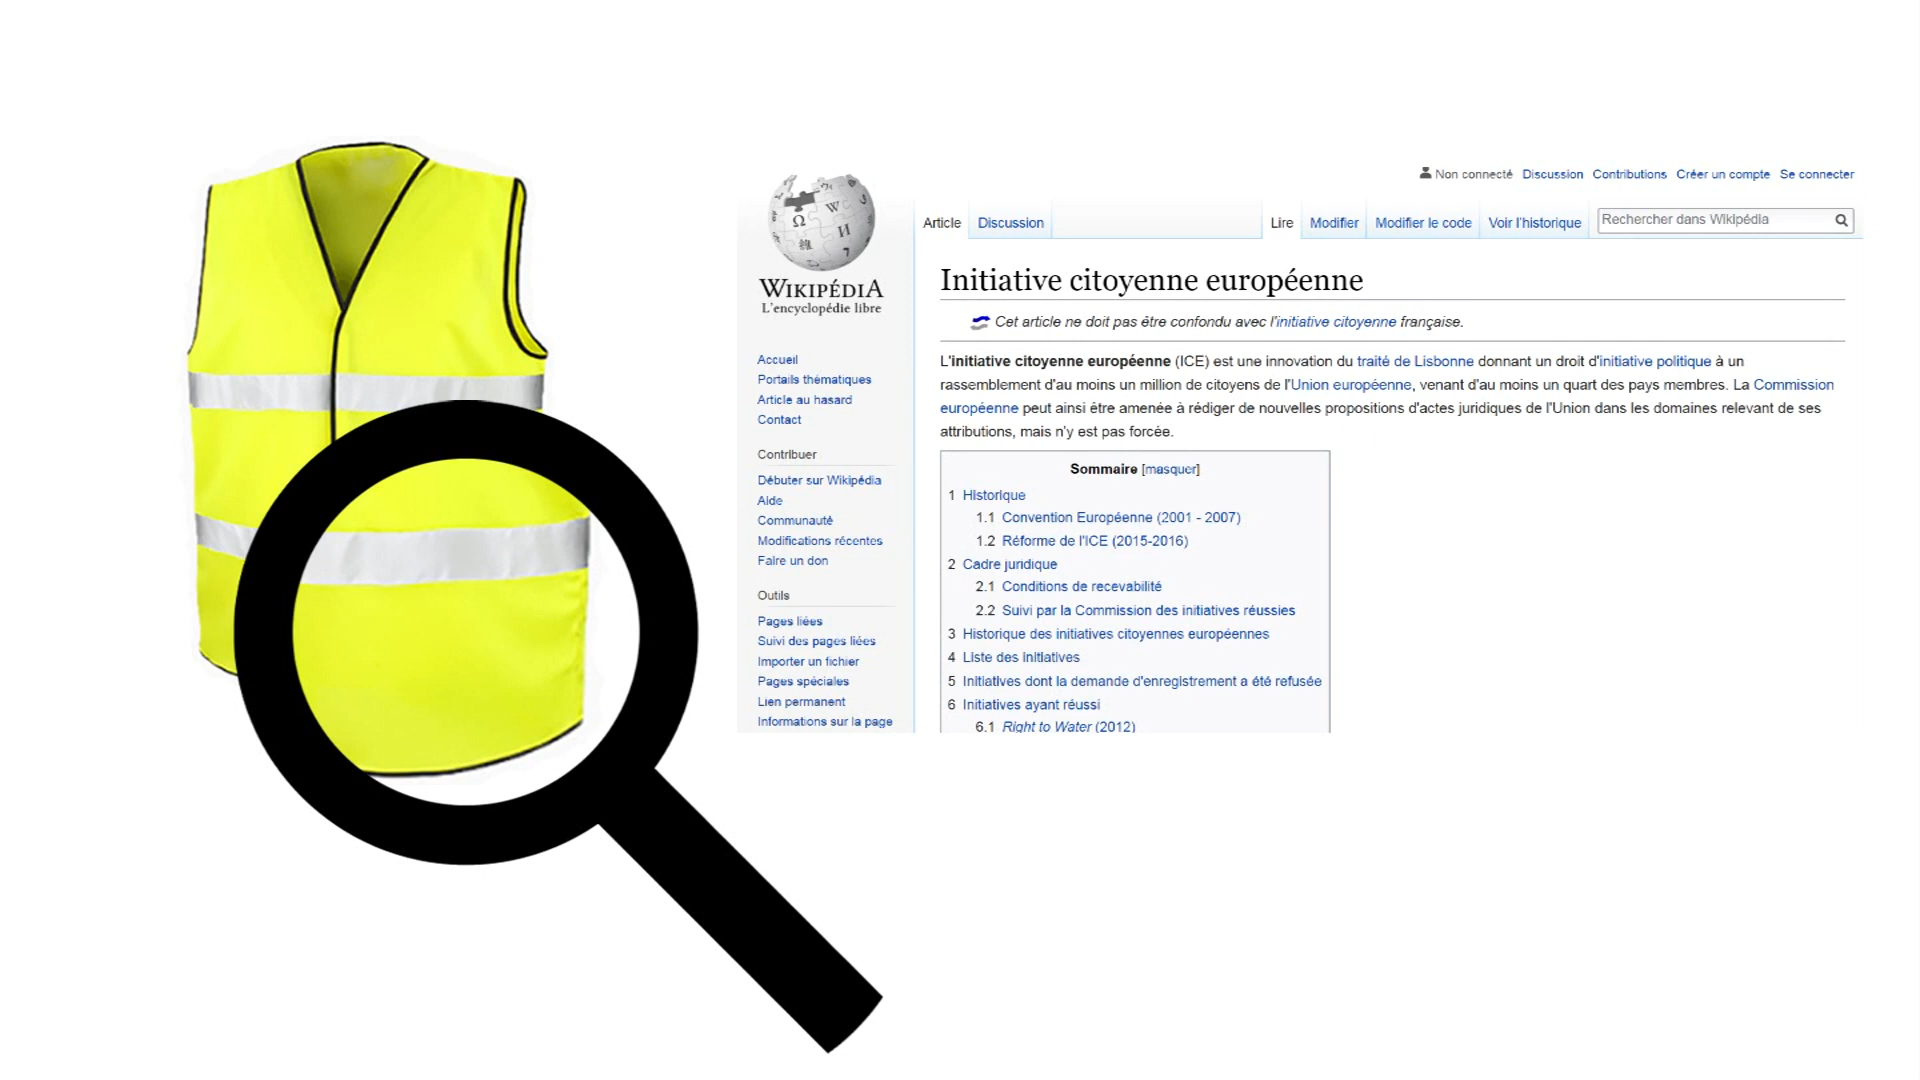 Non connecté Discussion Contributions Créer un compte Se connecter
Article Discussion Lire Modifier Modifier le code Voir l'historique Rechercher dans Wikipédia
WIKIPÉDIA
L'encyclopédie libre
Accueil
Portails thématiques
Article au hasard
Contact
Contribuer
Débuter sur Wikipédia
Aide
Communauté
Modifications récentes
Faire un don
Outils
Pages liées
Suivi des pages liées
Importer un fichier
Pages spéciales
Lien permanent
Informations sur la page
Initiative citoyenne européenne
Cet article ne doit pas être confondu avec l'initiative citoyenne française.
L'initiative citoyenne européenne (ICE) est une innovation du traité de Lisbonne donnant un droit d'initiative politique à un
rassemblement d'au moins un million de citoyens de l'Union européenne, venant d'au moins un quart des pays membres. La Commission
européenne peut ainsi être amenée à rédiger de nouvelles propositions d'actes juridiques de l'Union dans les domaines relevant de ses
attributions, mais n'y est pas forcée.
Sommaire [masquer]
1 Historique
1.1 Convention Européenne (2001 - 2007)
1.2 Réforme de l'ICE (2015-2016)
2 Cadre juridique
2.1 Conditions de recevabilité
2.2 Suivi par la Commission des initiatives réussies
3 Historique des initiatives citoyennes européennes
4 Liste des initiatives
5 Initiatives dont la demande d'enregistrement a été refusée
6 Initiatives ayant réussi
6.1 Right to Water (2012)